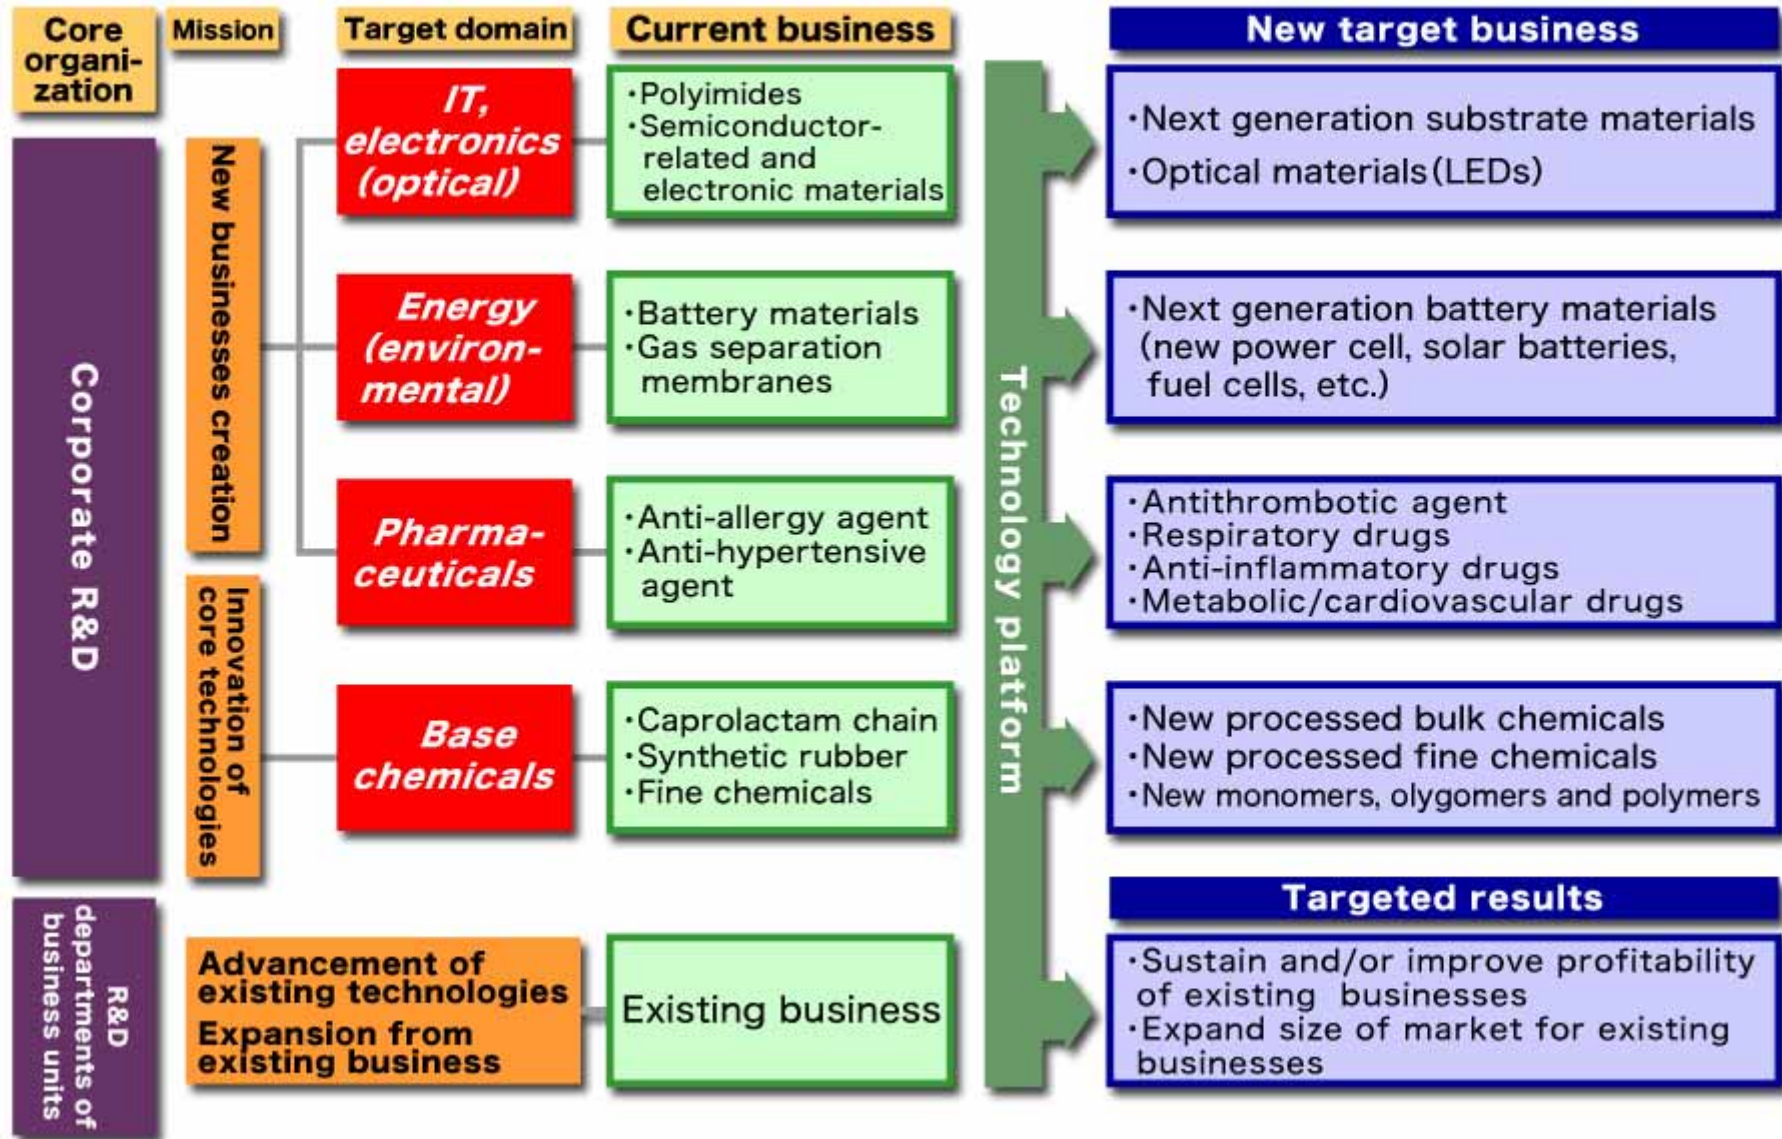 Core
organi-
zation
Mission
Target domain
Current business
New target business
Corporate R&D
New businesses creation
IT,
electronics
(optical)
・Polyimides
・Semiconductor-
related and
electronic materials
・Next generation substrate materials
・Optical materials(LEDs)
Energy
(environ-
mental)
・Battery materials
・Gas separation
membranes
・Next generation battery materials
(new power cell, solar batteries,
fuel cells, etc.)
Pharma-
ceuticals
・Anti-allergy agent
・Anti-hypertensive
agent
・Antithrombotic agent
・Respiratory drugs
・Anti-inflammatory drugs
・Metabolic/cardiovascular drugs
Innovation of
core technologies
Base
chemicals
・Caprolactam chain
・Synthetic rubber
・Fine chemicals
・New processed bulk chemicals
・New processed fine chemicals
・New monomers, olygomers and polymers
Technology platform
R&D
departments of
business units
Advancement of
existing technologies
Expansion from
existing business
Existing business
Targeted results
・Sustain and/or improve profitability
of existing businesses
・Expand size of market for existing
businesses